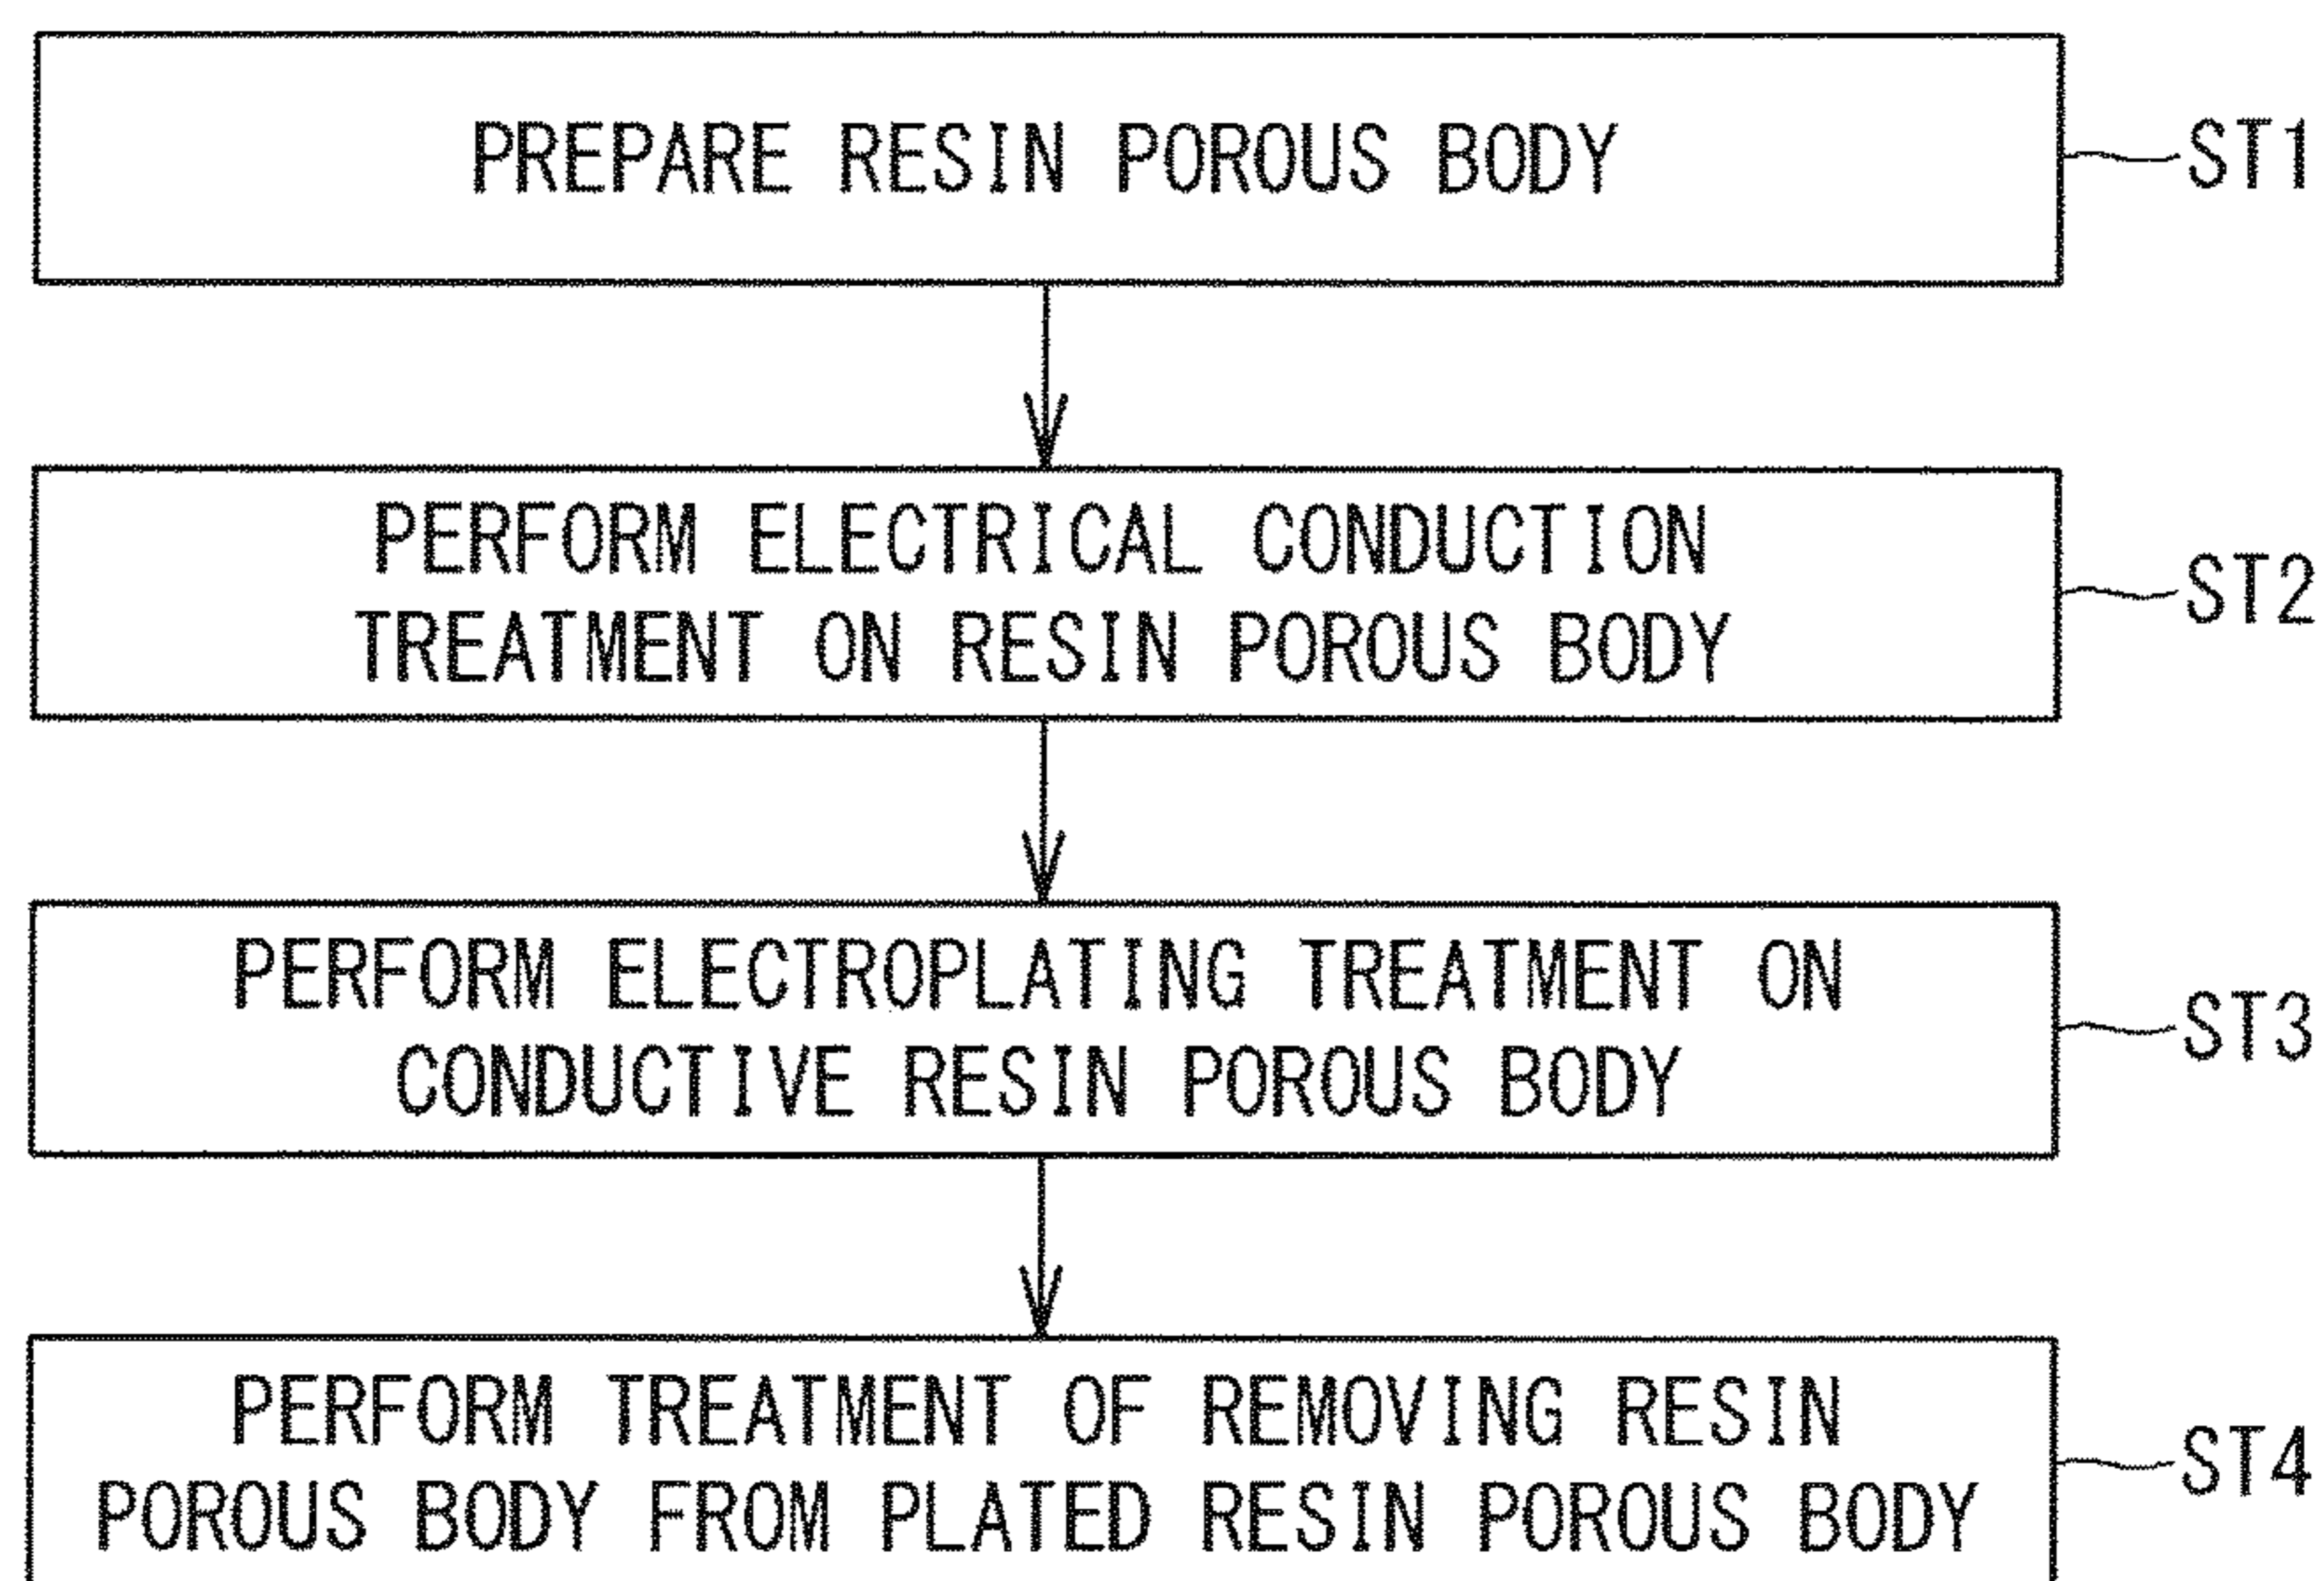 PREPARE RESIN POROUS BODY
ST1
PERFORM ELECTRICAL CONDUCTION
TREATMENT ON RESIN POROUS BODY
ST2
PERFORM ELECTROPLATING TREATMENT ON
CONDUCTIVE RESIN POROUS BODY
ST3
PERFORM TREATMENT OF REMOVING RESIN
POROUS BODY FROM PLATED RESIN POROUS BODY
ST4